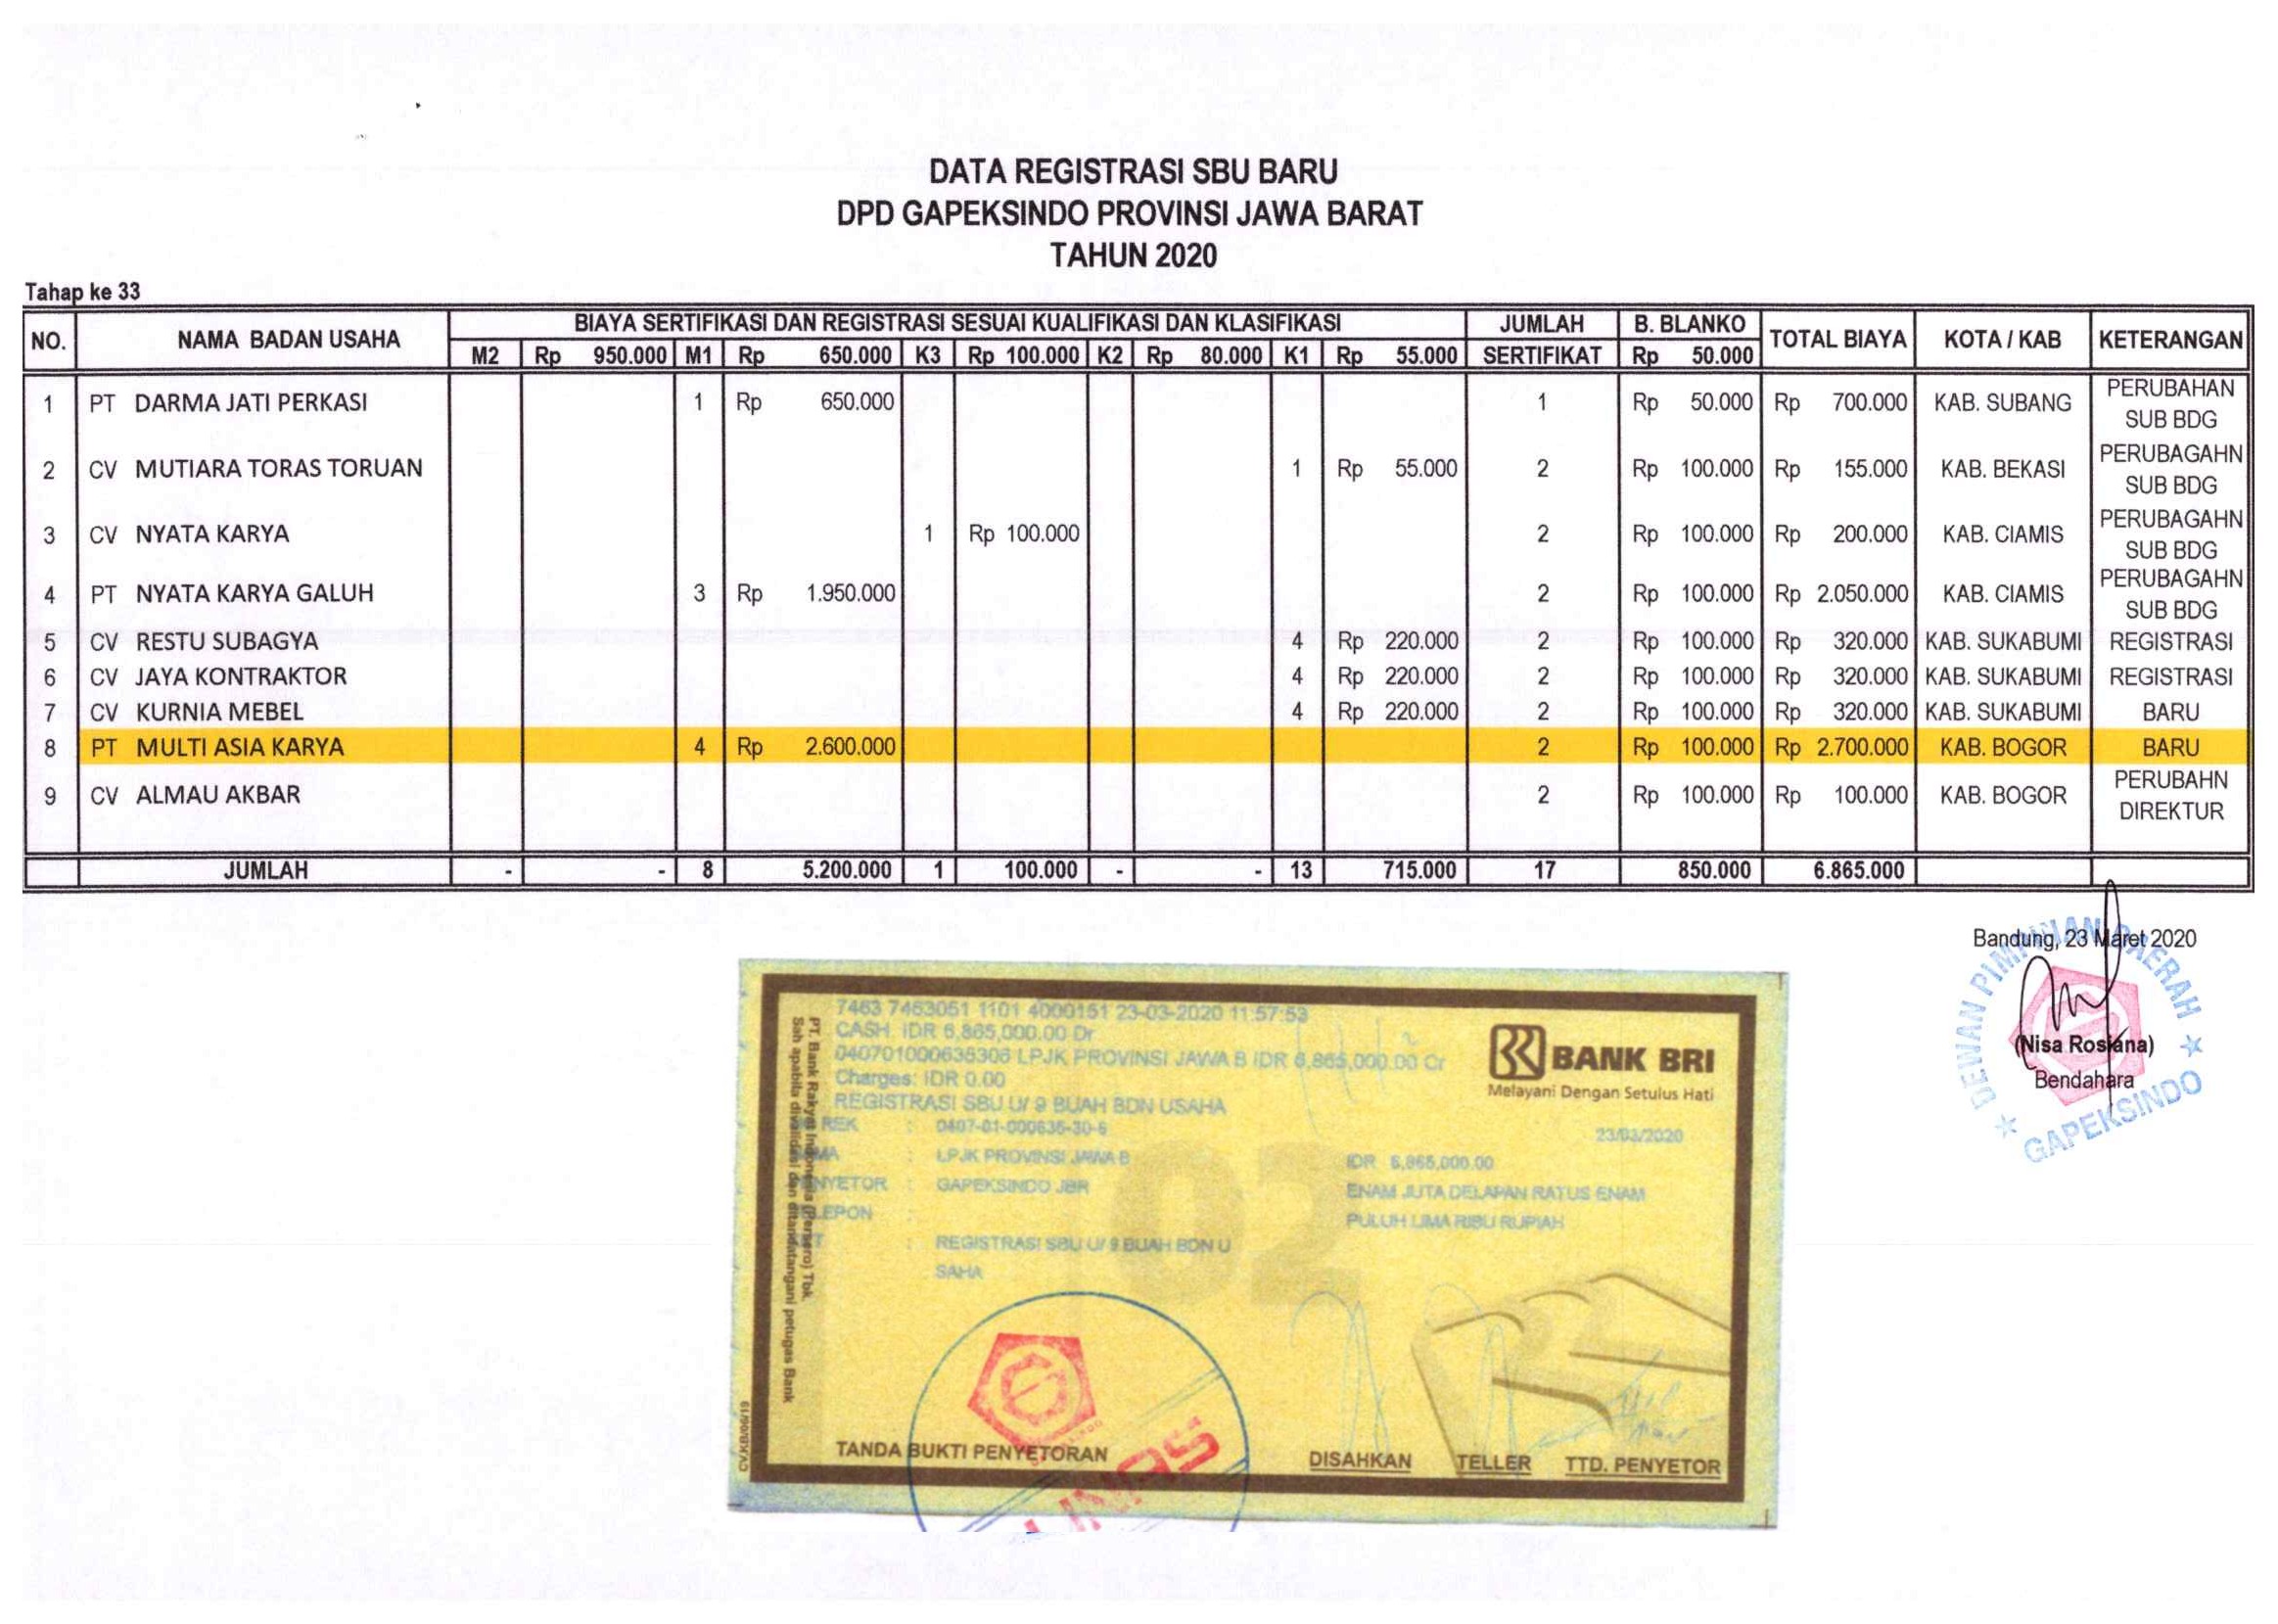 DATA REGISTRASI SBU BARU
DPD GAPEKSINDO PROVINSI JAWA BARAT
TAHUN 2020
Tahap ke 33
NO. NAMA BADAN USAHA BIAYA SERTIFIKASI DAN REGISTRASI SESUAI KUALIFIKASI DAN KLASIFIKASI JUMLAH SERTIFIKAT B. BLANKO TOTAL BIAYA KOTA / KAB KETERANGAN
M2 Rp 950.000 M1 Rp 650.000 K3 Rp 100.000 K2 Rp 80.000 K1 Rp 55.000 Rp 50.000
1 PT DARMA JATI PERKASI 1 Rp 650.000 1 Rp 50.000 Rp 700.000 KAB. SUBANG PERUBAHAN SUB BDG
2 CV MUTIARA TORAS TORUAN 1 Rp 55.000 2 Rp 100.000 Rp 155.000 KAB. BEKASI PERUBAGAHN SUB BDG
3 CV NYATA KARYA 1 Rp 100.000 2 Rp 100.000 Rp 200.000 KAB. CIAMIS PERUBAGAHN SUB BDG
4 PT NYATA KARYA GALUH 3 Rp 1.950.000 2 Rp 100.000 Rp 2.050.000 KAB. CIAMIS PERUBAGAHN SUB BDG
5 CV RESTU SUBAGYA 4 Rp 220.000 2 Rp 100.000 Rp 320.000 KAB. SUKABUMI REGISTRASI
6 CV JAYA KONTRAKTOR 4 Rp 220.000 2 Rp 100.000 Rp 320.000 KAB. SUKABUMI REGISTRASI
7 CV KURNIA MEBEL 4 Rp 220.000 2 Rp 100.000 Rp 320.000 KAB. SUKABUMI BARU
8 PT MULTI ASIA KARYA 4 Rp 2.600.000 2 Rp 100.000 Rp 2.700.000 KAB. BOGOR BARU
9 CV ALMAU AKBAR 2 Rp 100.000 Rp 100.000 KAB. BOGOR PERUBAHN DIREKTUR
JUMLAH - - 8 5.200.000 1 100.000 - - 13 715.000 17 850.000 6.865.000
Bandung, 23 Maret 2020
DEWAN PIMPINAN DAERAH
(Nisa Rosiana)
Bendahara
GAPEKSINDO
7463 7463051 1101 4000151 23-03-2020 11:57:53
CASH IDR 6,865,000.00 Dr
040701000635306 LPJK PROVINSI JAWA B IDR 6,865,000.00 Cr
Charges: IDR 0.00
REGISTRASI SBU U/ 9 BUAH BDN USAHA
BANK BRI
Melayani Dengan Setulus Hati
REK : 0407-01-000635-30-6
23/03/2020
: LPJK PROVINSI JAWA B
IDR 6,865,000.00
PENYETOR : GAPEKSINDO JBR
ENAM JUTA DELAPAN RATUS ENAM
TELEPON :
PULUH LIMA RIBU RUPIAH
: REGISTRASI SBU U/ 9 BUAH BDN U
SAHA
02
PT. Bank Rakyat Indonesia (Persero) Tbk.
Sah apabila divalidasi dan ditandatangani petugas Bank
TANDA BUKTI PENYETORAN
DISAHKAN TELLER TTD. PENYETOR